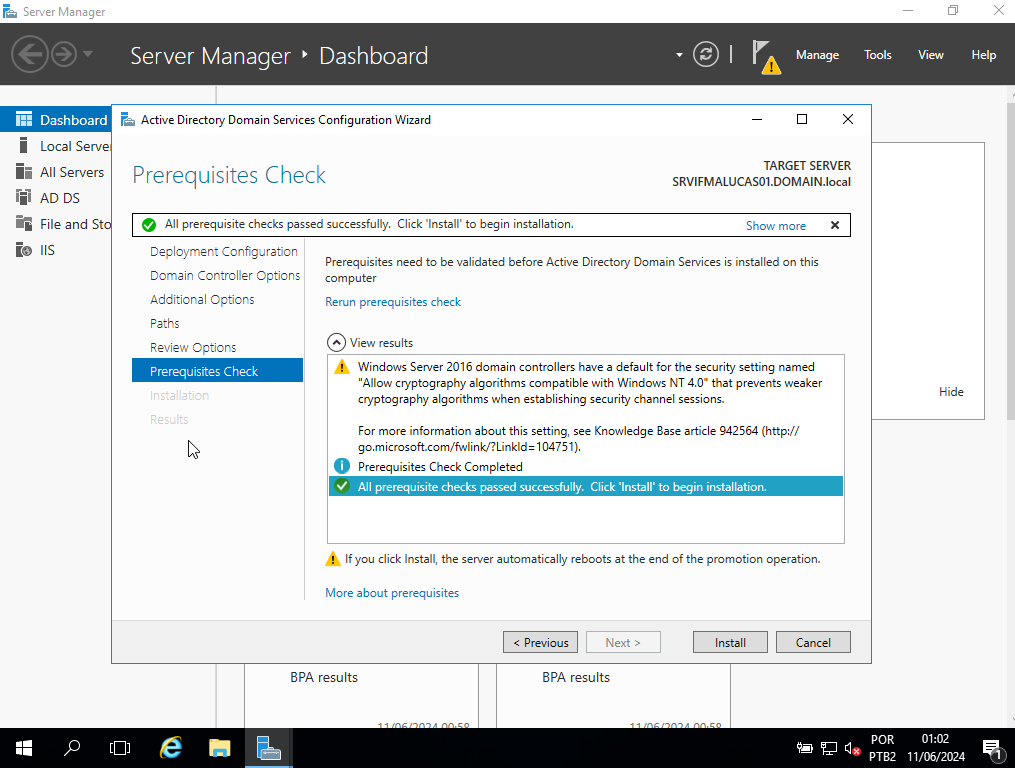 Server Manager
Server Manager ‣ Dashboard
Manage
Tools
View
Help
Dashboard
Local Server
All Servers
AD DS
File and Sto
IIS
Active Directory Domain Services Configuration Wizard
Prerequisites Check
TARGET SERVER
SRVIFMALUCAS01.DOMAIN.local
All prerequisite checks passed successfully.  Click 'Install' to begin installation.
Show more
Deployment Configuration
Domain Controller Options
Additional Options
Paths
Review Options
Prerequisites Check
Installation
Results
Prerequisites need to be validated before Active Directory Domain Services is installed on this
computer
Rerun prerequisites check
View results
Windows Server 2016 domain controllers have a default for the security setting named
"Allow cryptography algorithms compatible with Windows NT 4.0" that prevents weaker
cryptography algorithms when establishing security channel sessions.
For more information about this setting, see Knowledge Base article 942564 (http://
go.microsoft.com/fwlink/?LinkId=104751).
Prerequisites Check Completed
All prerequisite checks passed successfully.  Click 'Install' to begin installation.
If you click Install, the server automatically reboots at the end of the promotion operation.
More about prerequisites
< Previous
Next >
Install
Cancel
Hide
BPA results
BPA results
11/06/2024 00:58
11/06/2024 00:58
POR
PTB2
01:02
11/06/2024
1